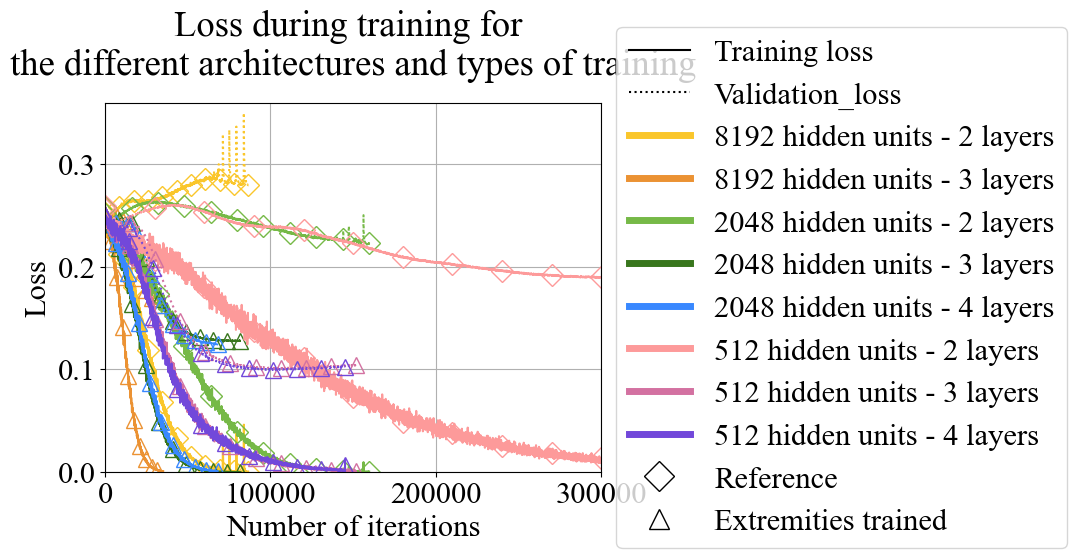 Loss during training for
the different architectures and types of training
Loss
0.3
0.2
0.1
0.0
0
100000
200000
300000
Number of iterations
Training loss
Validation_loss
8192 hidden units - 2 layers
8192 hidden units - 3 layers
2048 hidden units - 2 layers
2048 hidden units - 3 layers
2048 hidden units - 4 layers
512 hidden units - 2 layers
512 hidden units - 3 layers
512 hidden units - 4 layers
Reference
Extremities trained